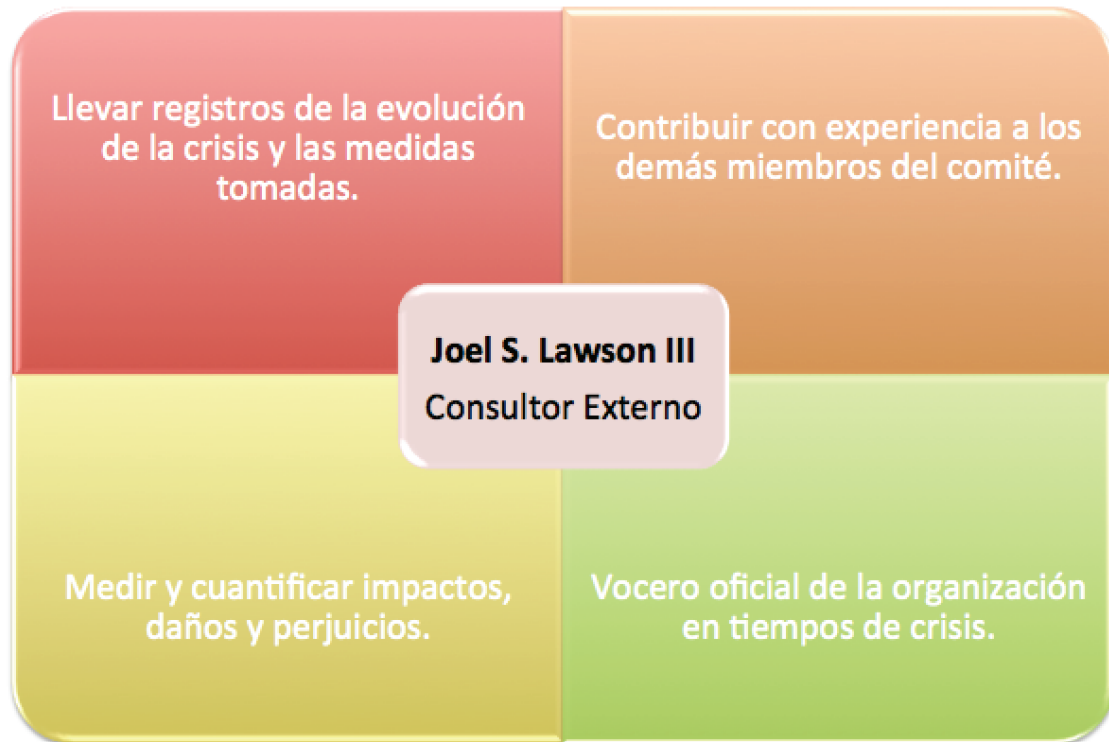 Llevar registros de la evolución
de la crisis y las medidas
tomadas.
Contribuir con experiencia a los
demás miembros del comité.
Joel S. Lawson III
Consultor Externo
Medir y cuantificar impactos,
daños y perjuicios.
Vocero oficial de la organización
en tiempos de crisis.